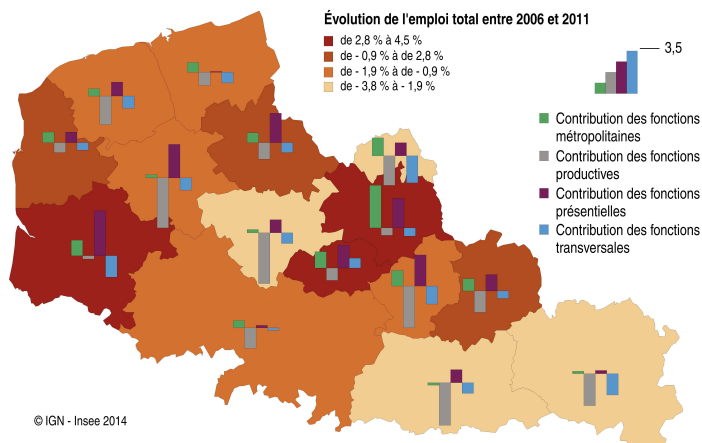 Évolution de l'emploi total entre 2006 et 2011
de 2,8 % à 4,5 %
de - 0,9 % à de 2,8 %
de - 1,9 % à de - 0,9 %
de - 3,8 % à - 1,9 %
3,5
Contribution des fonctions
métropolitaines
Contribution des fonctions
productives
Contribution des fonctions
présentielles
Contribution des fonctions
transversales
© IGN - Insee 2014